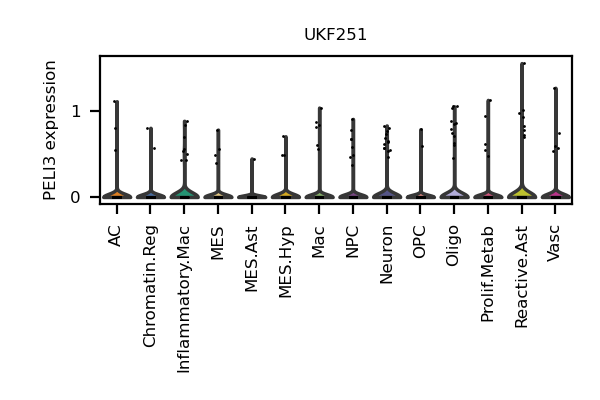 UKF251
PELI3 expression
1
0
AC
Chromatin.Reg
Inflammatory.Mac
MES
MES.Ast
MES.Hyp
Mac
NPC
Neuron
OPC
Oligo
Prolif.Metab
Reactive.Ast
Vasc